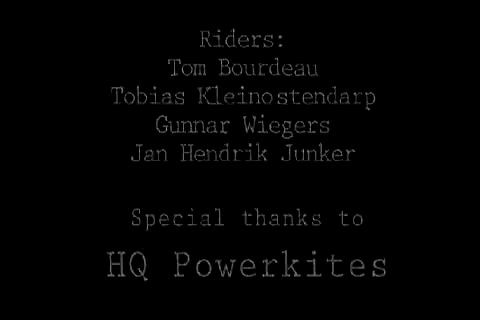 Riders:
Tom Bourdeau
Tobias Kleinostendarp
Gunnar Wiegers
Jan Hendrik Junker
Special thanks to
HQ Powerkites